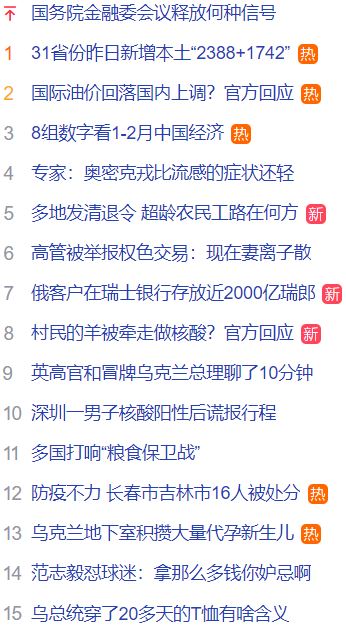 国务院金融委会议释放何种信号
1 31省份昨日新增本土“2388+1742” 热
2 国际油价回落国内上调？官方回应 热
3 8组数字看1-2月中国经济 热
4 专家：奥密克戎比流感的症状还轻
5 多地发清退令 超龄农民工路在何方 新
6 高管被举报权色交易：现在妻离子散
7 俄客户在瑞士银行存放近2000亿瑞郎 新
8 村民的羊被牵走做核酸？官方回应 新
9 英高官和冒牌乌克兰总理聊了10分钟
10 深圳一男子核酸阳性后谎报行程
11 多国打响“粮食保卫战”
12 防疫不力 长春市吉林市16人被处分 热
13 乌克兰地下室积攒大量代孕新生儿 热
14 范志毅怼球迷：拿那么多钱你妒忌啊
15 乌总统穿了20多天的T恤有啥含义